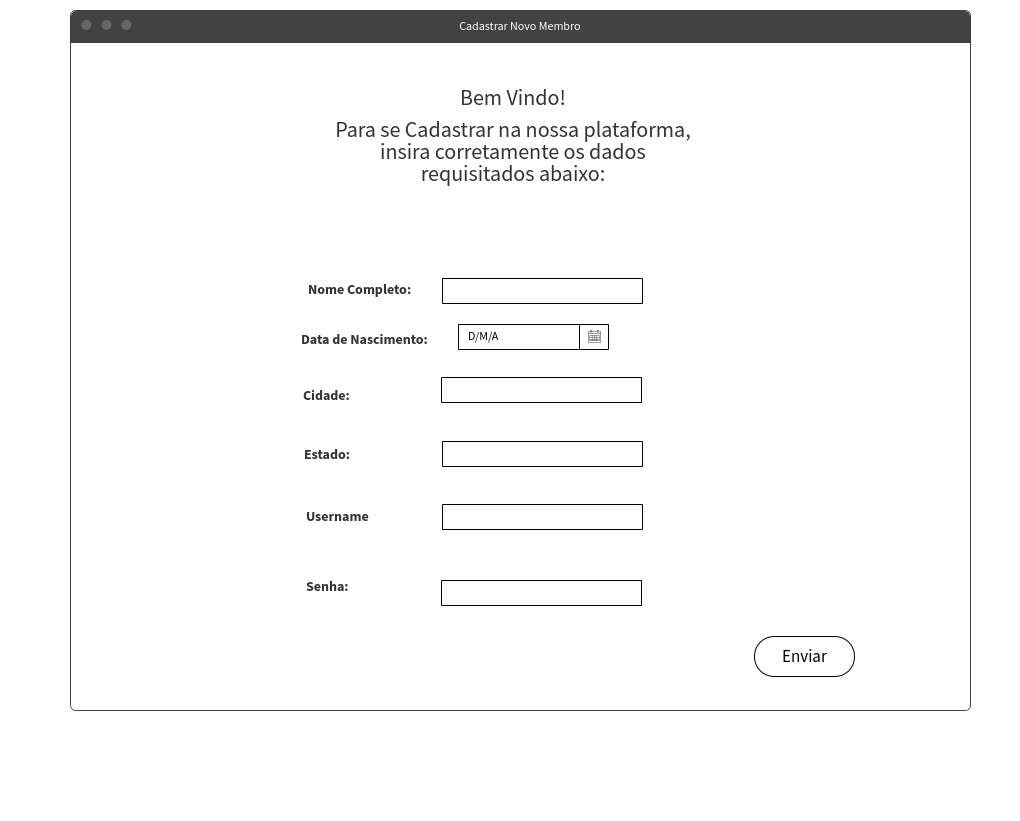 Cadastrar Novo Membro
Bem Vindo!
Para se Cadastrar na nossa plataforma,
insira corretamente os dados
requisitados abaixo:
Nome Completo:
Data de Nascimento: D/M/A
Cidade:
Estado:
Username
Senha:
Enviar